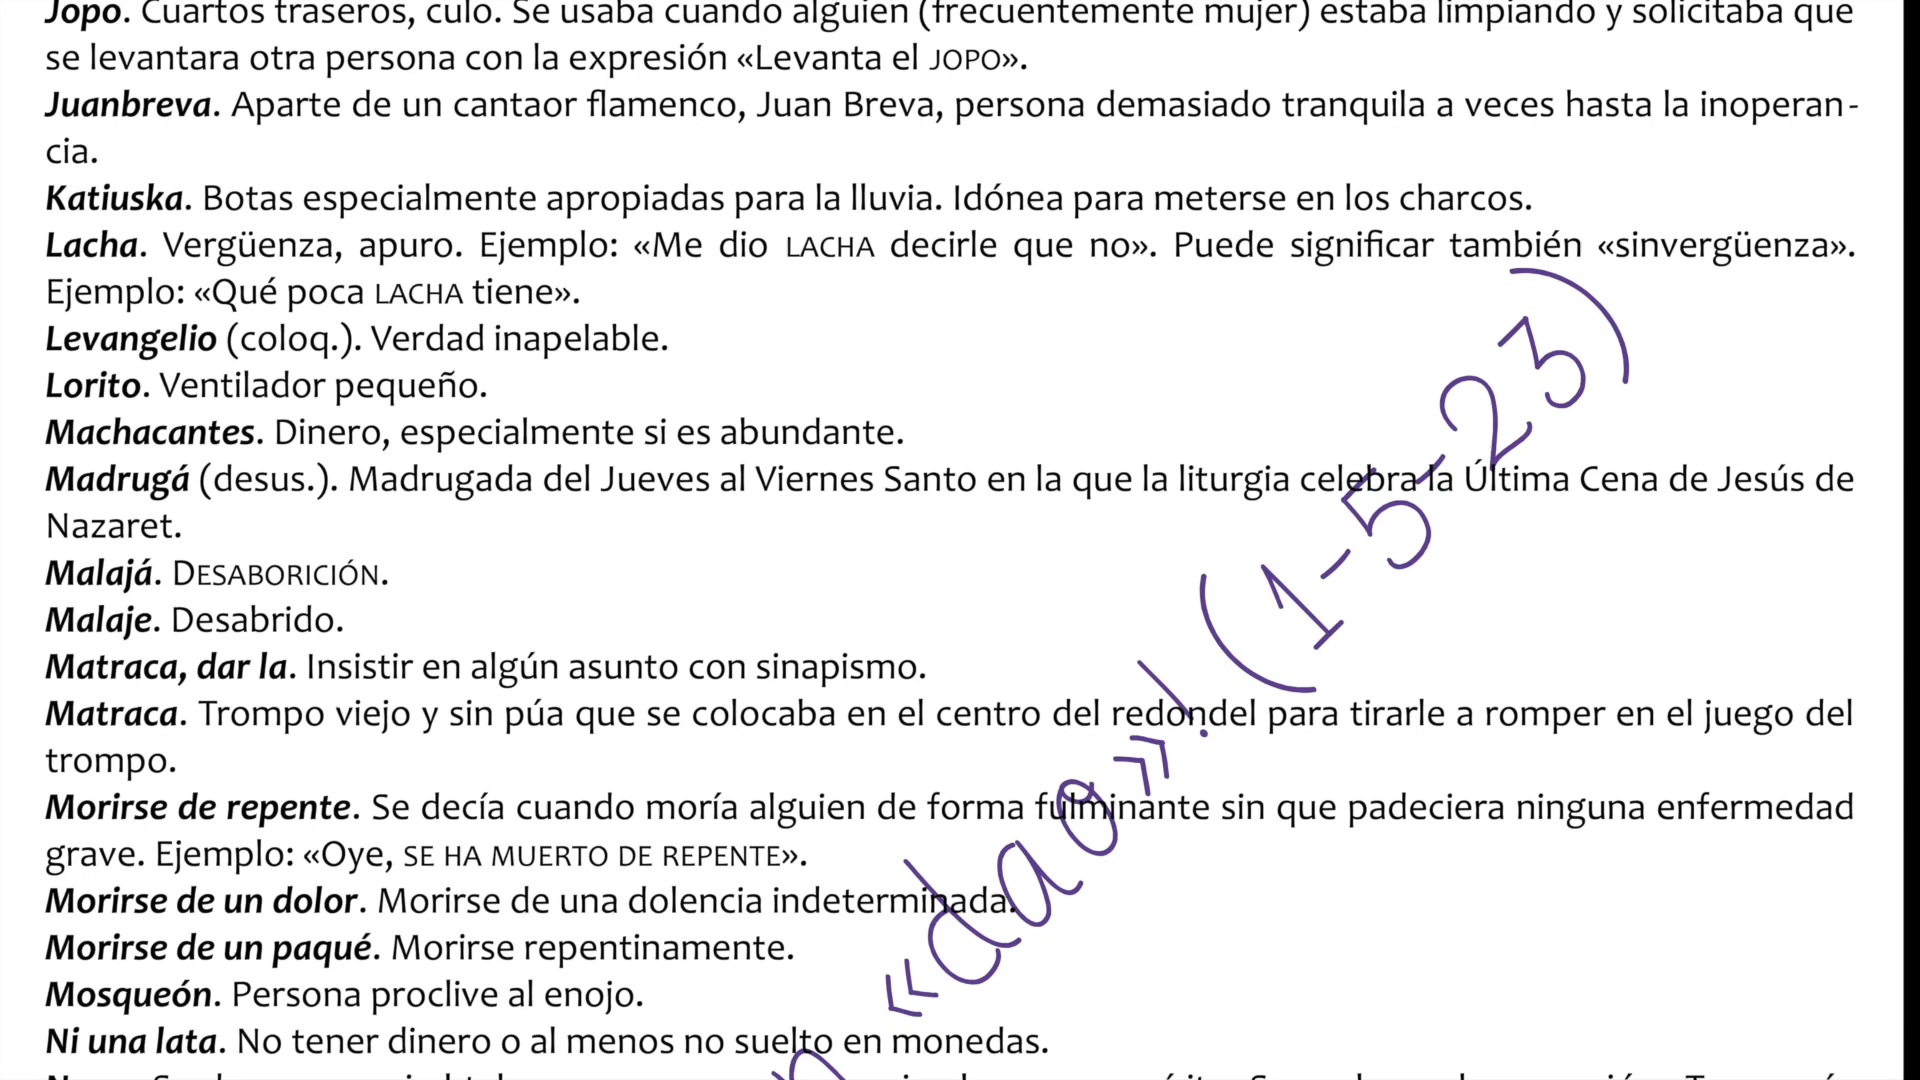 Jopo. Cuartos traseros, culo. Se usaba cuando alguien (frecuentemente mujer) estaba limpiando y solicitaba que
se levantara otra persona con la expresión «Levanta el JOPO».
Juanbreva. Aparte de un cantaor flamenco, Juan Breva, persona demasiado tranquila a veces hasta la inoperan-
cia.
Katiuska. Botas especialmente apropiadas para la lluvia. Idónea para meterse en los charcos.
Lacha. Vergüenza, apuro. Ejemplo: «Me dio LACHA decirle que no». Puede significar también «sinvergüenza».
Ejemplo: «Qué poca LACHA tiene».
Levangelio (coloq.). Verdad inapelable.
Lorito. Ventilador pequeño.
Machacantes. Dinero, especialmente si es abundante.
Madrugá (desus.). Madrugada del Jueves al Viernes Santo en la que la liturgia celebra la Última Cena de Jesús de
Nazaret.
Malajá. DESABORICIÓN.
Malaje. Desabrido.
Matraca, dar la. Insistir en algún asunto con sinapismo.
Matraca. Trompo viejo y sin púa que se colocaba en el centro del redondel para tirarle a romper en el juego del
trompo.
Morirse de repente. Se decía cuando moría alguien de forma fulminante sin que padeciera ninguna enfermedad
grave. Ejemplo: «Oye, SE HA MUERTO DE REPENTE».
Morirse de un dolor. Morirse de una dolencia indeterminada.
Morirse de un paqué. Morirse repentinamente.
Mosqueón. Persona proclive al enojo.
Ni una lata. No tener dinero o al menos no suelto en monedas.
«dao»! (1-5-23)